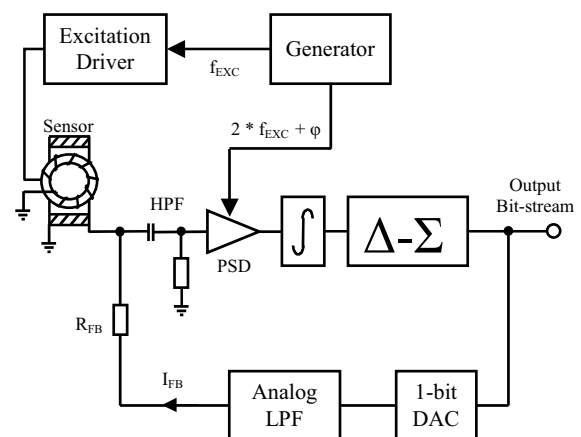 Excitation
Driver
Generator
f_EXC
Sensor
2 * f_EXC + φ
HPF
Output
Bit-stream
∫
Δ-Σ
PSD
R_FB
I_FB
Analog
LPF
1-bit
DAC